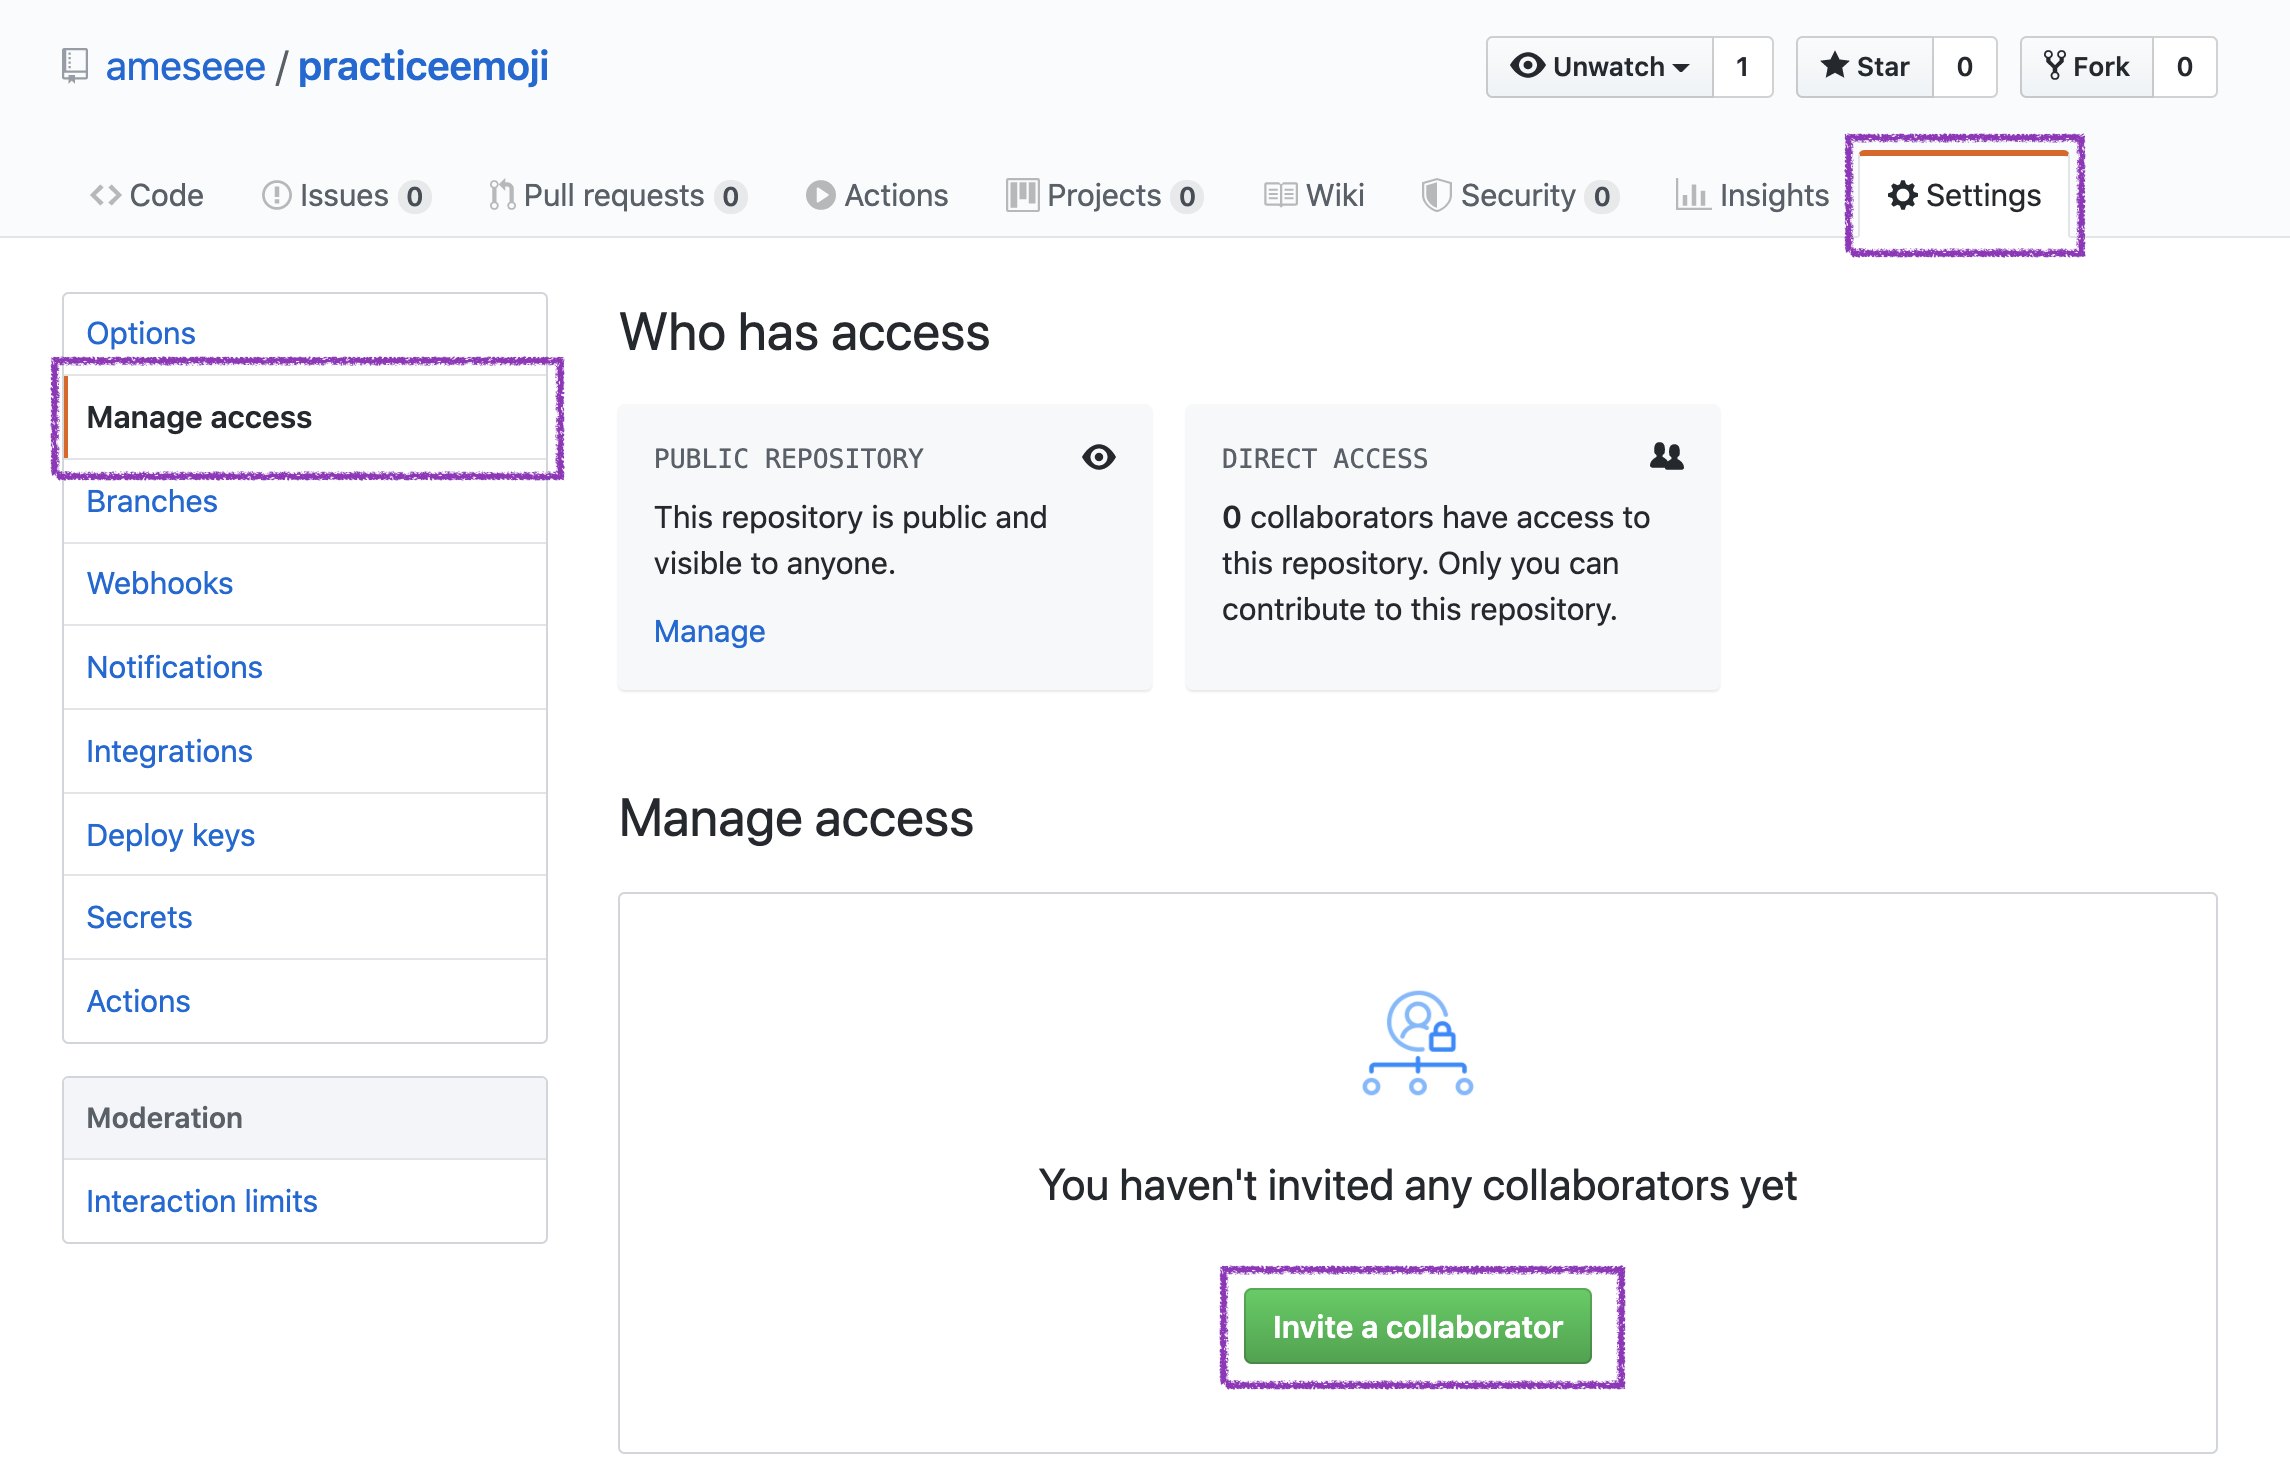 ameseee / practiceemoji
Unwatch 1 Star 0 Fork 0
Code Issues 0 Pull requests 0 Actions Projects 0 Wiki Security 0 Insights Settings
Options
Manage access
Branches
Webhooks
Notifications
Integrations
Deploy keys
Secrets
Actions
Moderation
Interaction limits
Who has access
PUBLIC REPOSITORY
This repository is public and
visible to anyone.
Manage
DIRECT ACCESS
0 collaborators have access to
this repository. Only you can
contribute to this repository.
Manage access
You haven't invited any collaborators yet
Invite a collaborator